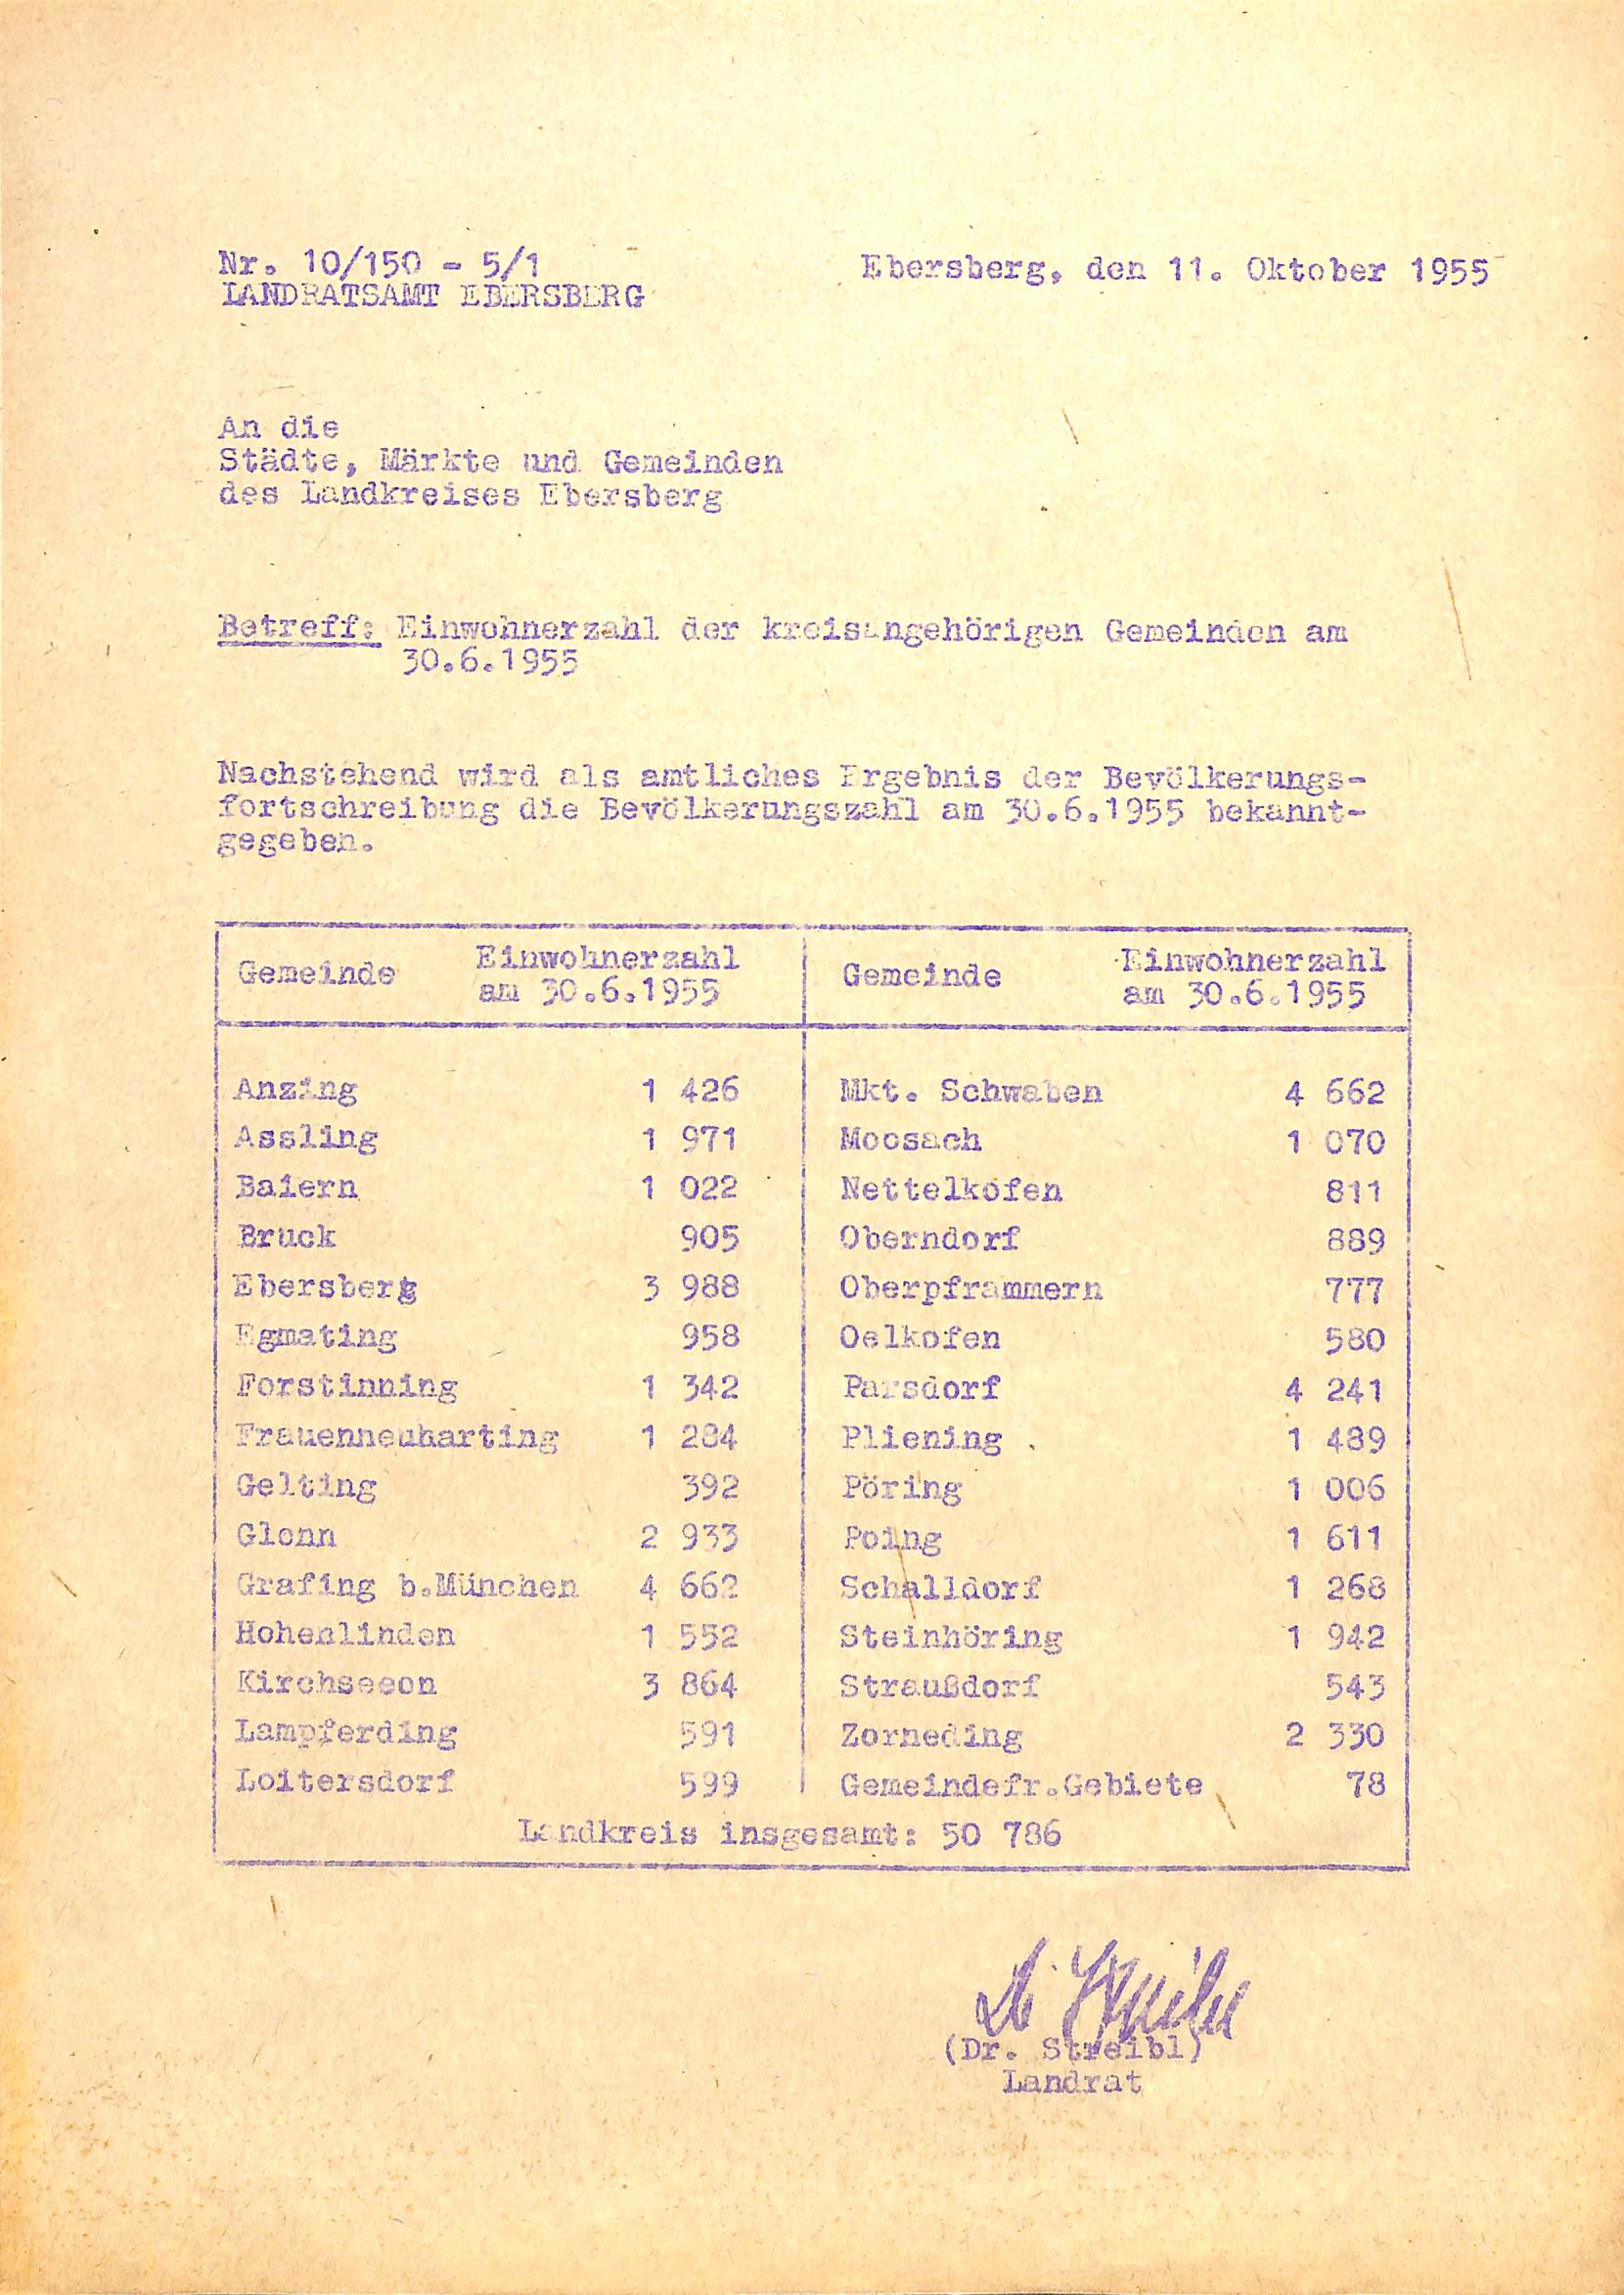 Nr. 10/150 - 5/1
LANDRATSAMT EBERSBERG
Ebersberg, den 11. Oktober 1955
An die
Städte, Märkte und Gemeinden
des Landkreises Ebersberg
Betreff: Einwohnerzahl der kreisangehörigen Gemeinden am
30.6.1955
Nachstehend wird als amtliches Ergebnis der Bevölkerungs-
fortschreibung die Bevölkerungszahl am 30.6.1955 bekannt-
gegeben.
Gemeinde Einwohnerzahl am 30.6.1955 Gemeinde Einwohnerzahl am 30.6.1955
Anzing 1 426 Mkt. Schwaben 4 662
Assling 1 971 Moosach 1 070
Baiern 1 022 Nettelkofen 811
Bruck 905 Oberndorf 889
Ebersberg 3 988 Oberpframmern 777
Egmating 958 Oelkofen 580
Forstinning 1 342 Parsdorf 4 241
Frauenneuharting 1 284 Pliening 1 489
Gelting 392 Pöring 1 006
Glonn 2 933 Poing 1 611
Grafing b.München 4 662 Schalldorf 1 268
Hohenlinden 1 552 Steinhöring 1 942
Kirchseeon 3 864 Straußdorf 543
Lampferding 591 Zorneding 2 330
Loitersdorf 599 Gemeindefr.Gebiete 78
Landkreis insgesamt: 50 786
(Dr. Streibl)
Landrat